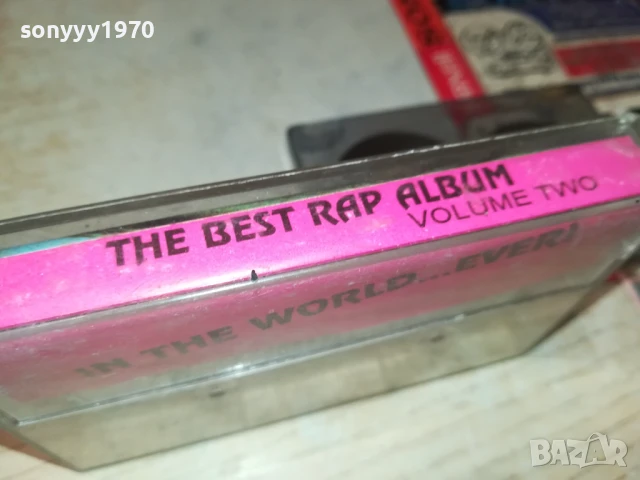 sonyyy1970
THE BEST RAP ALBUM
VOLUME TWO
IN THE WORLD...EVER!
BAZAR